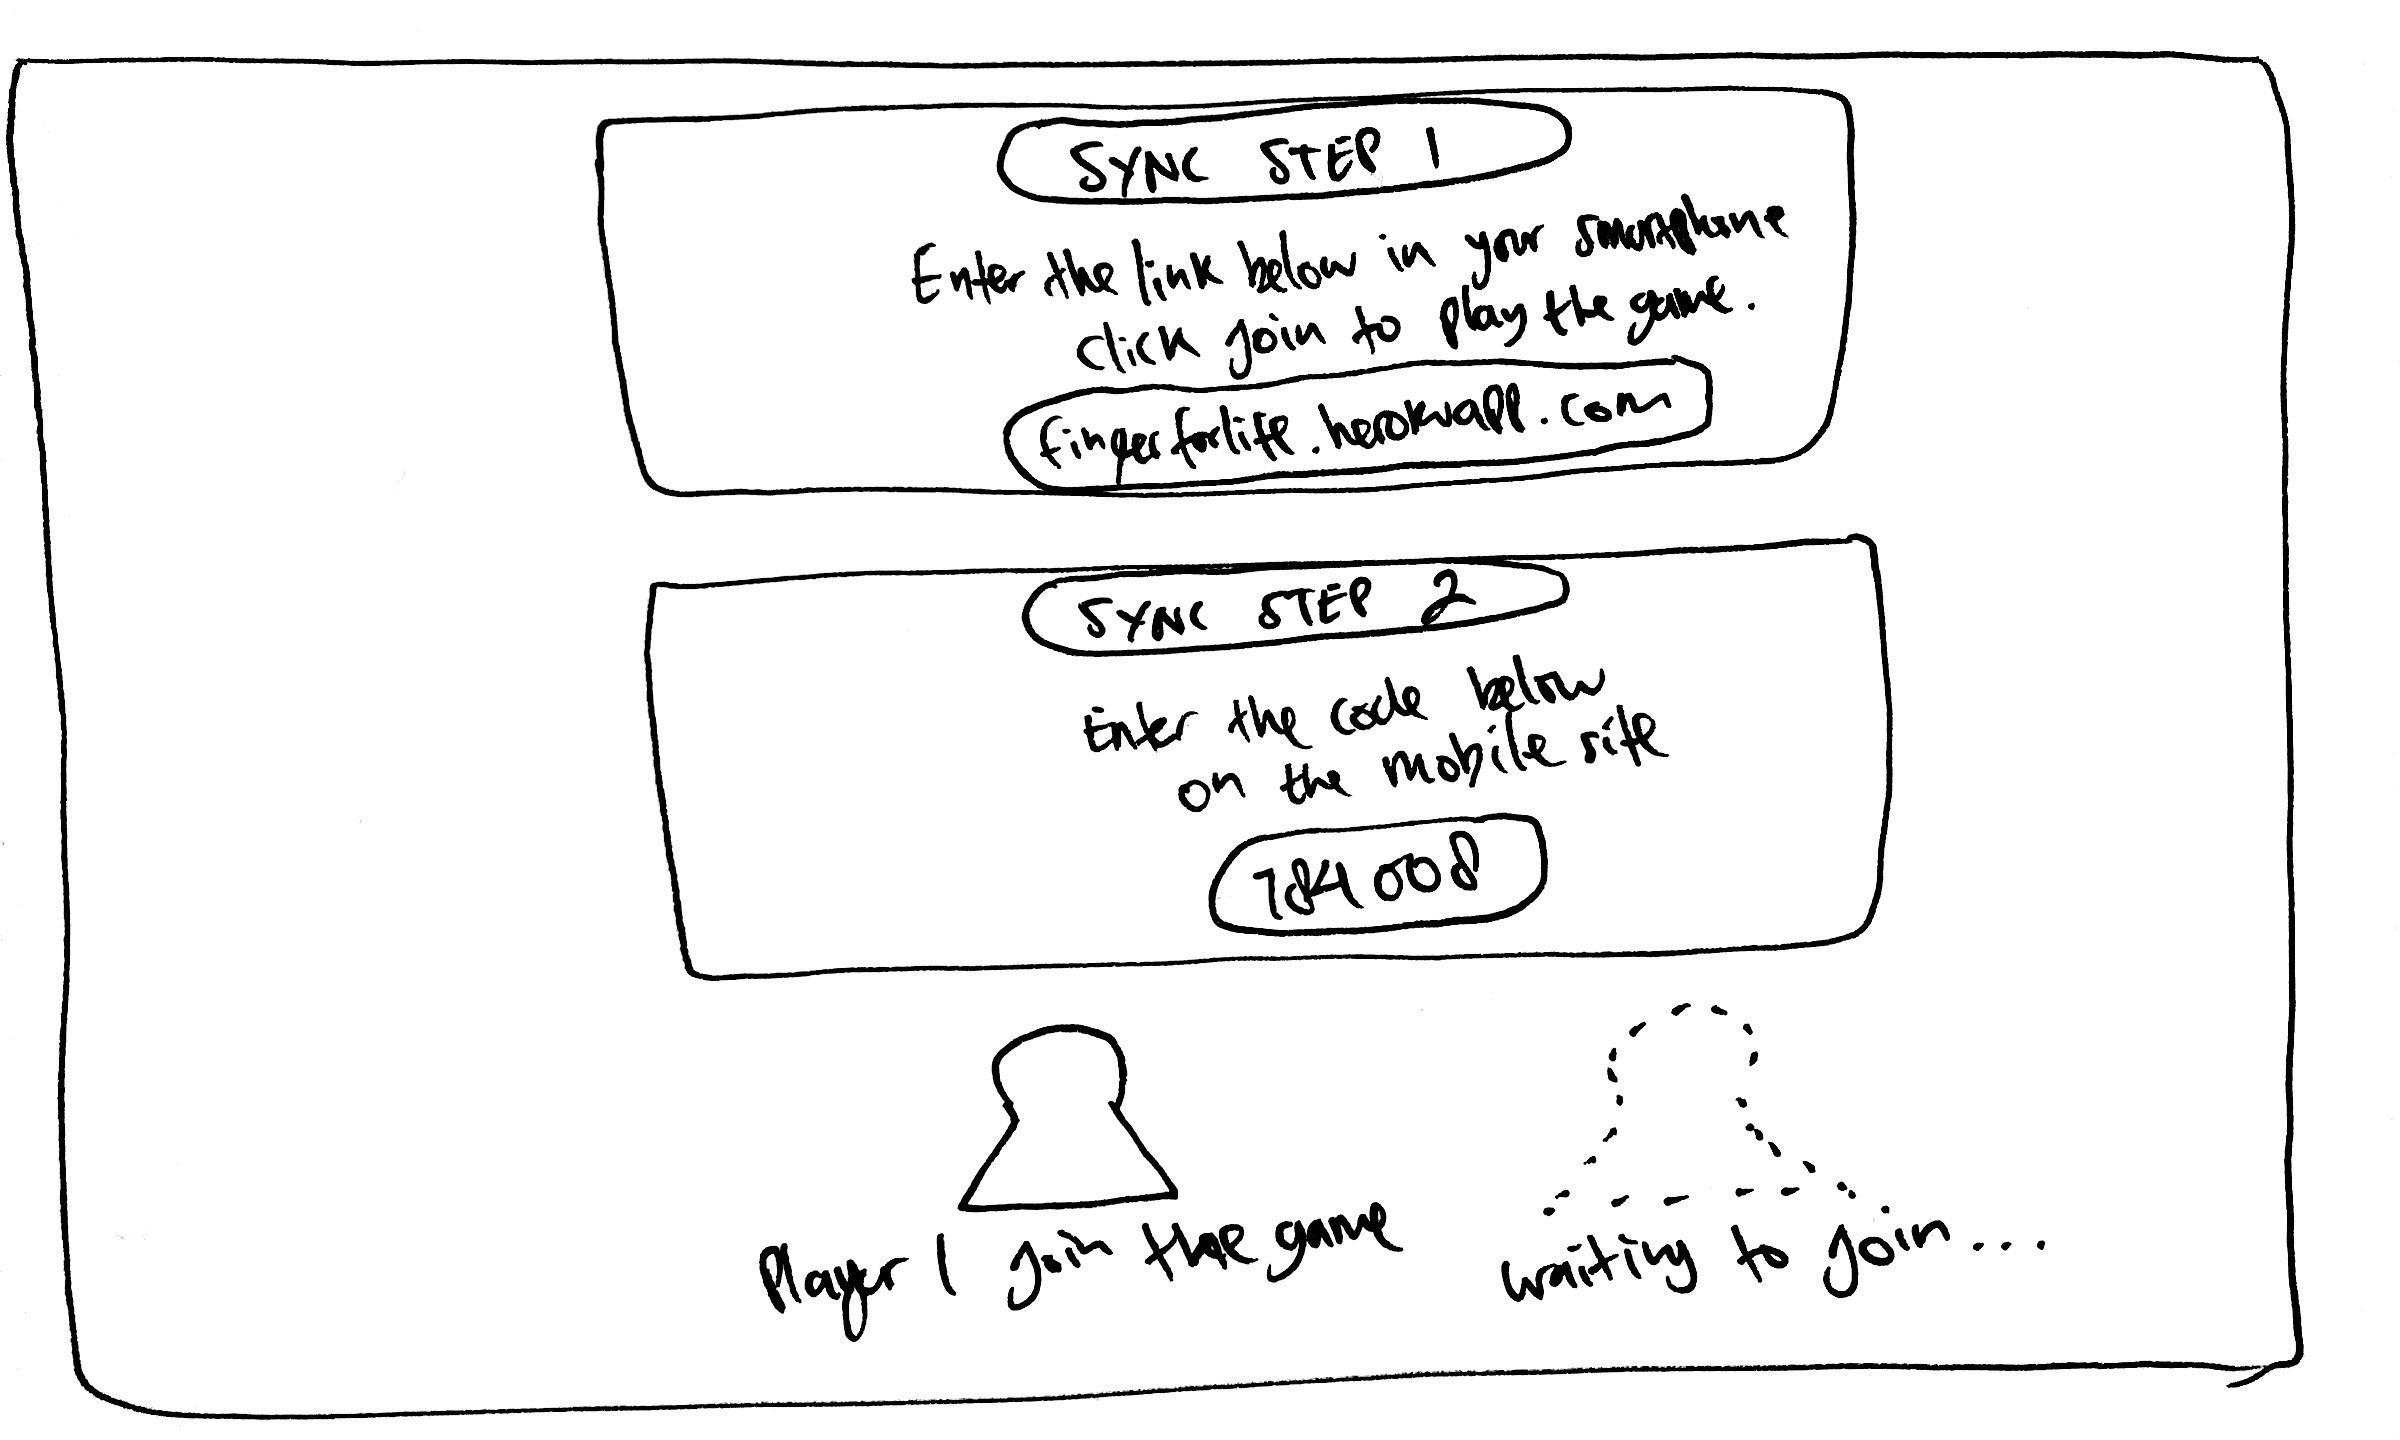 SYNC STEP 1
Enter the link below in your smartphone
click join to play the game.
fingerforlife.herokuapp.com
SYNC STEP 2
Enter the code below
on the mobile site
784008
Player 1 join the game
waiting to join...